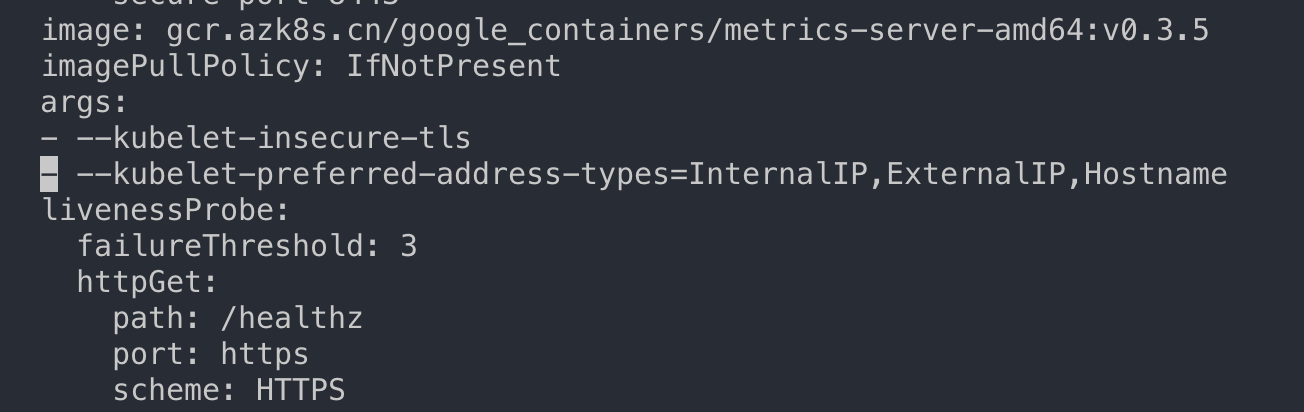 image: gcr.azk8s.cn/google_containers/metrics-server-amd64:v0.3.5
imagePullPolicy: IfNotPresent
args:
- --kubelet-insecure-tls
- --kubelet-preferred-address-types=InternalIP,ExternalIP,Hostname
livenessProbe:
  failureThreshold: 3
  httpGet:
    path: /healthz
    port: https
    scheme: HTTPS